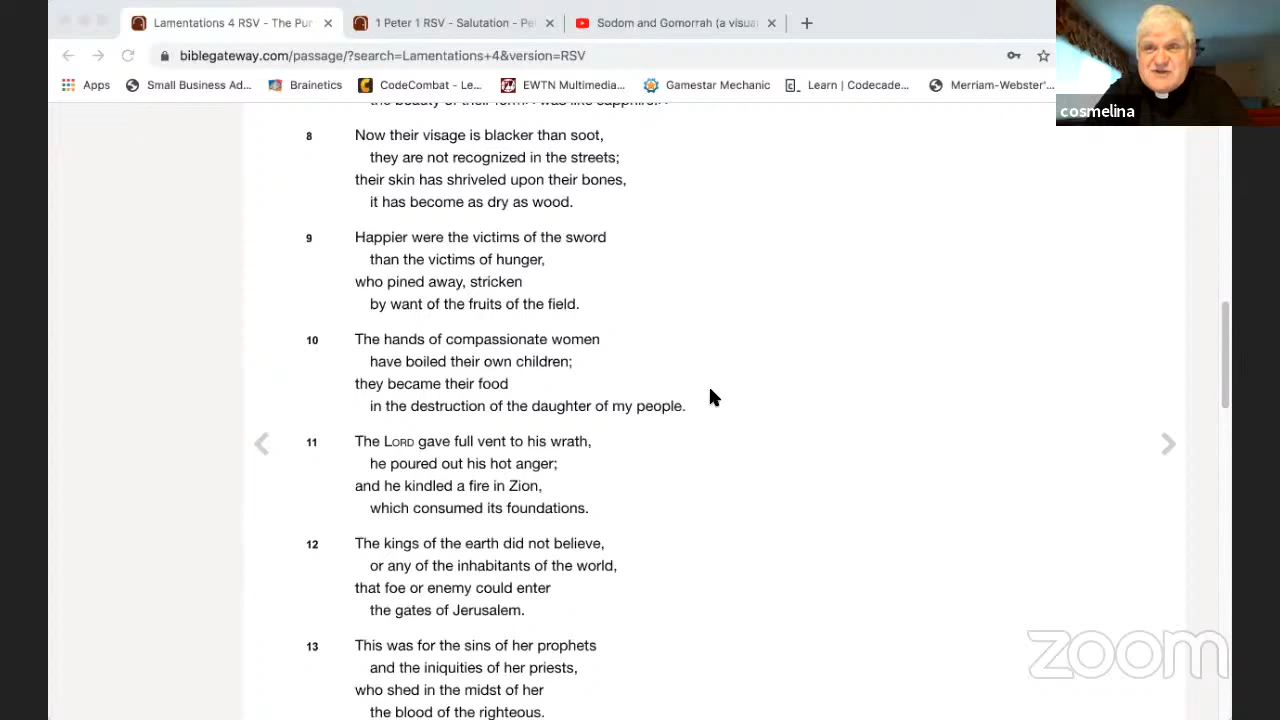 Lamentations 4 RSV - The Pun
1 Peter 1 RSV - Salutation - Pe
Sodom and Gomorrah (a visua
biblegateway.com/passage/?search=Lamentations+4&version=RSV
Apps
Small Business Ad...
Brainetics
CodeCombat - Le...
EWTN Multimedia...
Gamestar Mechanic
Learn | Codecade...
Merriam-Webster'...
cosmelina
the beauty of their form was like sapphire.
8 Now their visage is blacker than soot,
they are not recognized in the streets;
their skin has shriveled upon their bones,
it has become as dry as wood.
9 Happier were the victims of the sword
than the victims of hunger,
who pined away, stricken
by want of the fruits of the field.
10 The hands of compassionate women
have boiled their own children;
they became their food
in the destruction of the daughter of my people.
11 The LORD gave full vent to his wrath,
he poured out his hot anger;
and he kindled a fire in Zion,
which consumed its foundations.
12 The kings of the earth did not believe,
or any of the inhabitants of the world,
that foe or enemy could enter
the gates of Jerusalem.
13 This was for the sins of her prophets
and the iniquities of her priests,
who shed in the midst of her
the blood of the righteous.
zoom